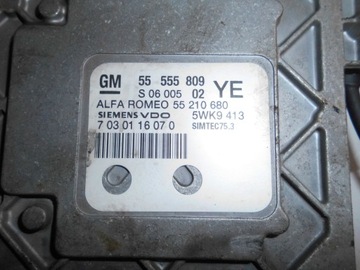 GM 55 555 809 YE
S 06 005 02
ALFA ROMEO 55 210 680
SIEMENS VDO 5WK9 413
7 03 01 16 07 0 SIMTEC75.3